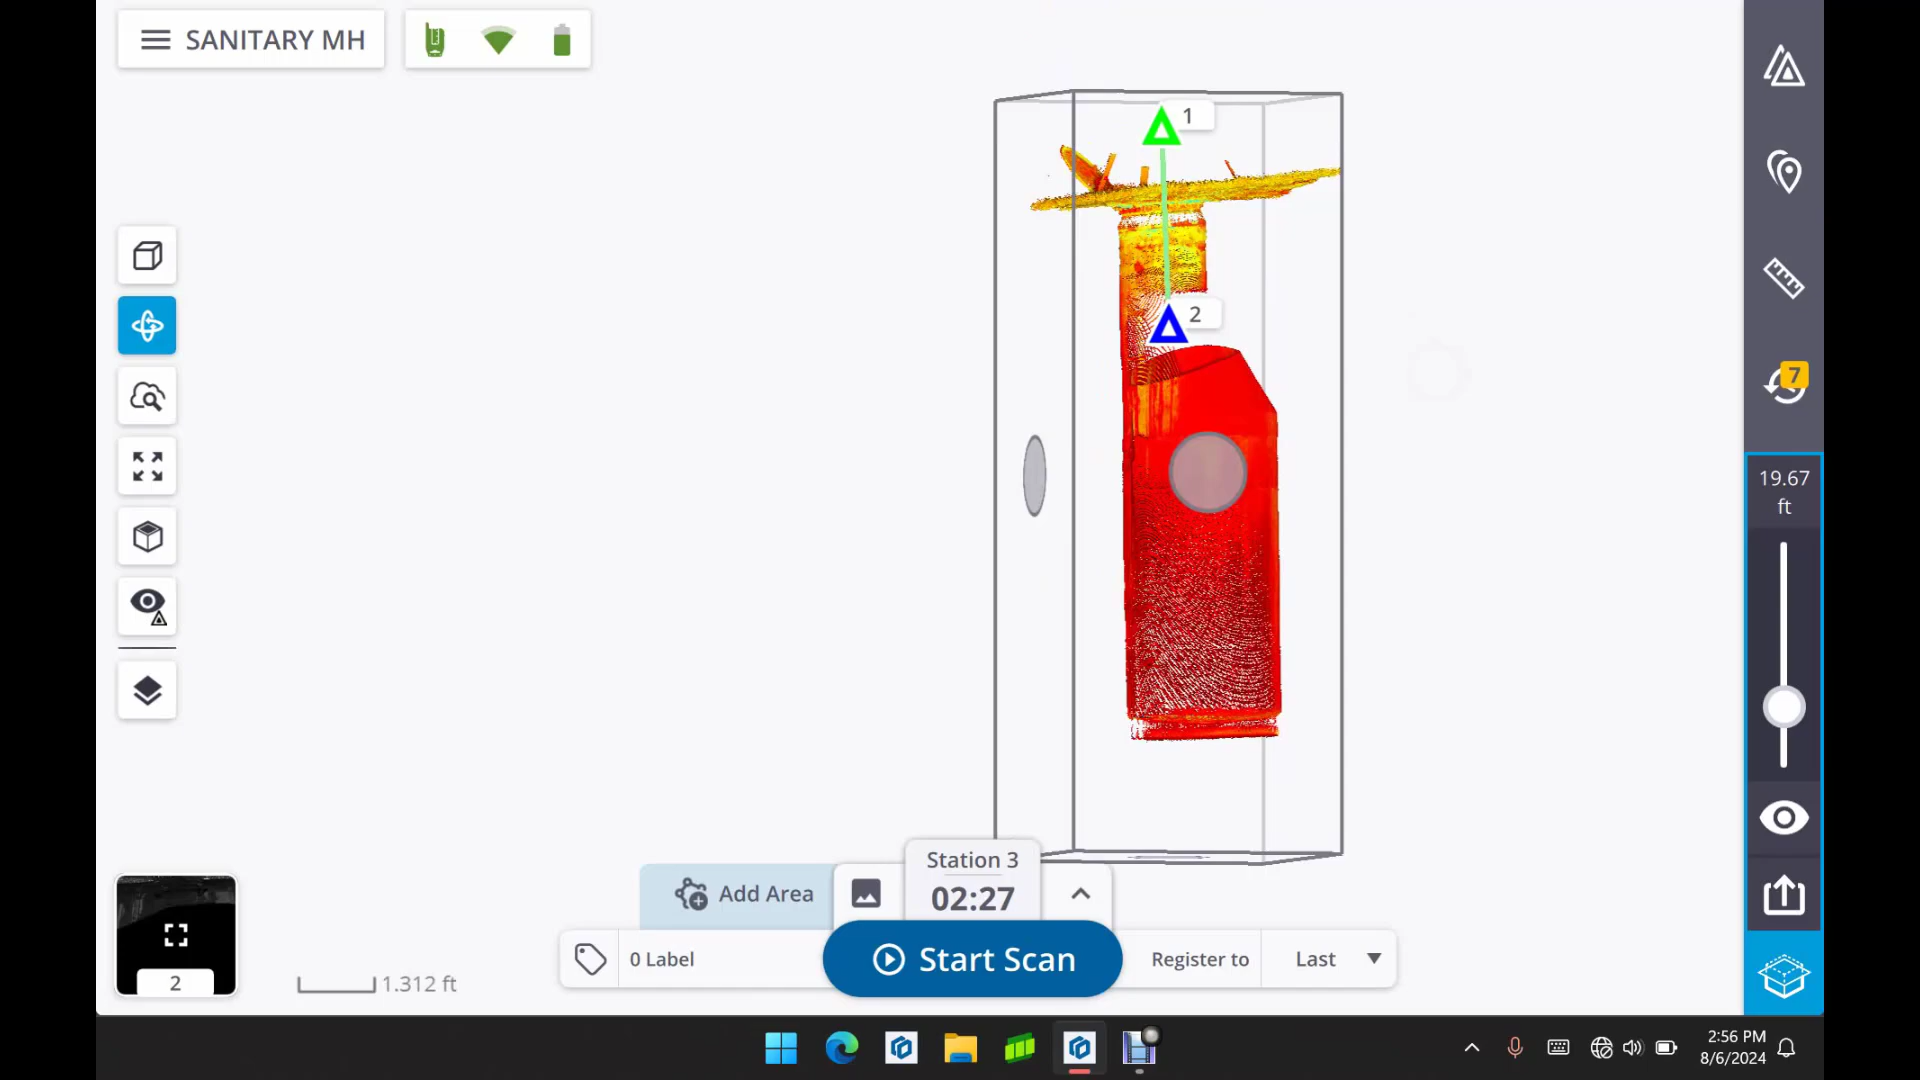 SANITARY MH
1
2
7
19.67
ft
Station 3
02:27
Add Area
0 Label
Start Scan
Register to
Last
2
1.312 ft
2:56 PM
8/6/2024